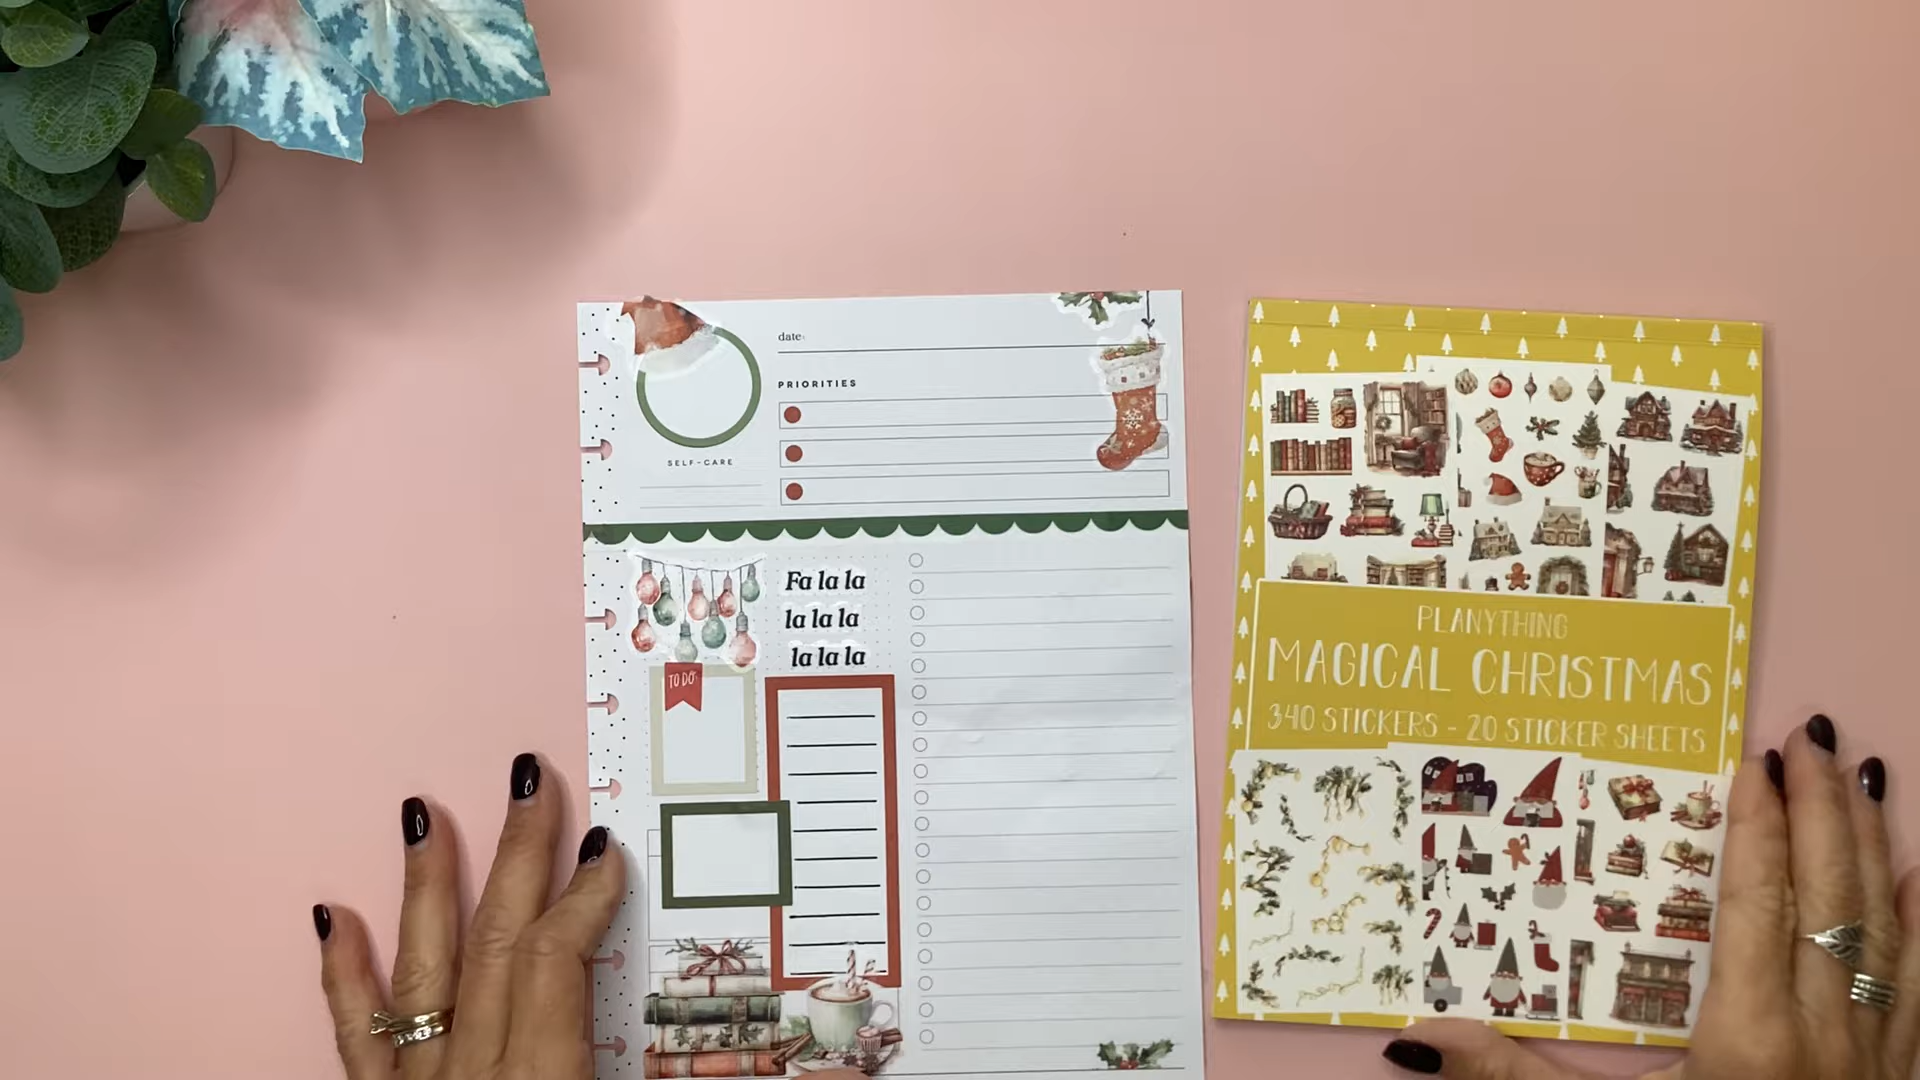 date:
PRIORITIES
SELF-CARE
Fa la la
la la la
la la la
TO DO
PLANYTHING
MAGICAL CHRISTMAS
340 STICKERS - 20 STICKER SHEETS